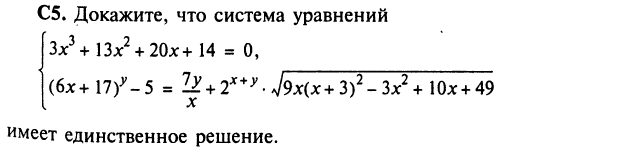 С5. Докажите, что система уравнений
3x³ + 13x² + 20x + 14 = 0,
(6x + 17)^y − 5 = 7y/x + 2^(x + y) · √(9x(x + 3)² − 3x² + 10x + 49)
имеет единственное решение.